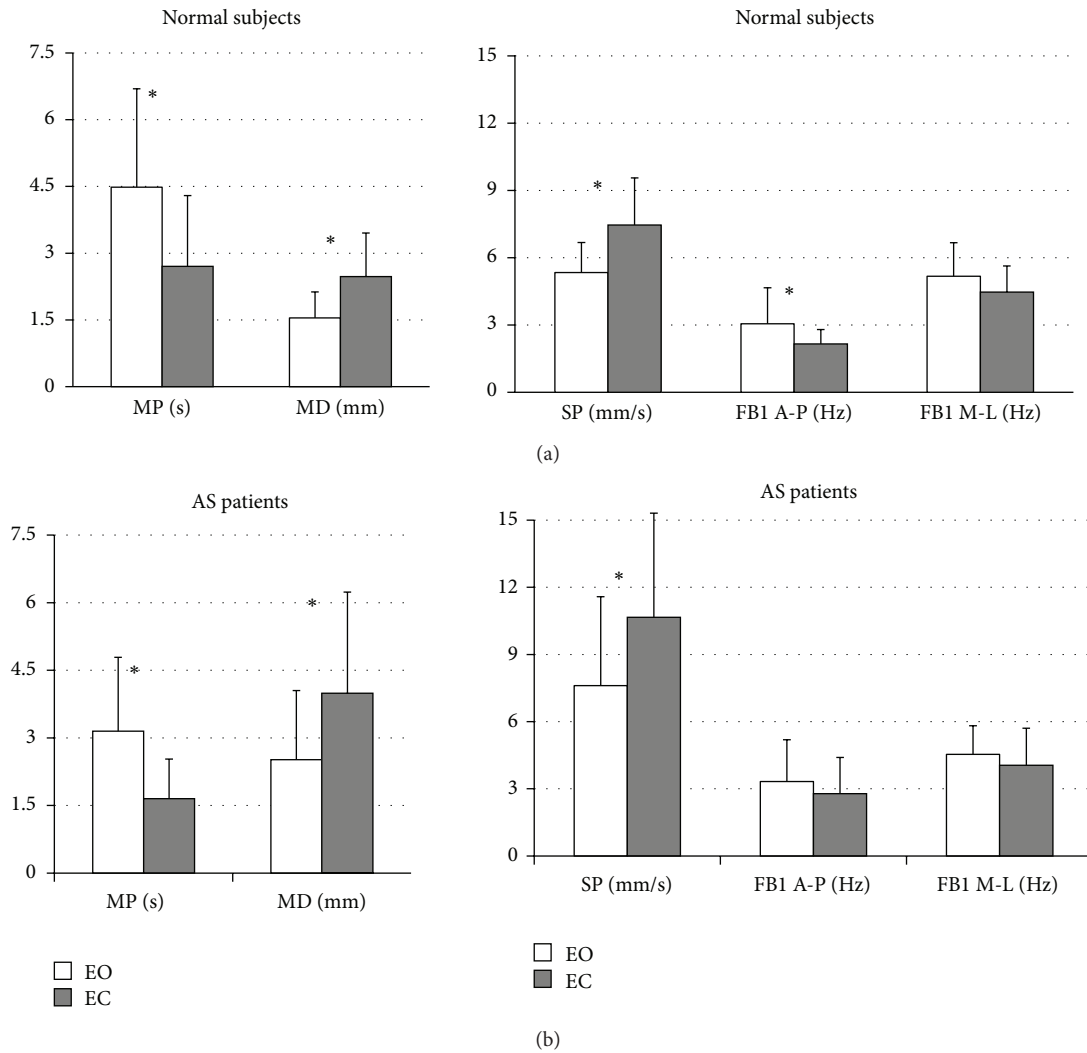 Normal subjects
7.5
6
4.5
3
1.5
0
*
*
MP (s) MD (mm)
Normal subjects
15
12
9
6
3
0
*
*
SP (mm/s) FB1 A-P (Hz) FB1 M-L (Hz)
(a)
AS patients
7.5
6
4.5
3
1.5
0
*
*
MP (s) MD (mm)
EO
EC
AS patients
15
12
9
6
3
0
*
SP (mm/s) FB1 A-P (Hz) FB1 M-L (Hz)
EO
EC
(b)